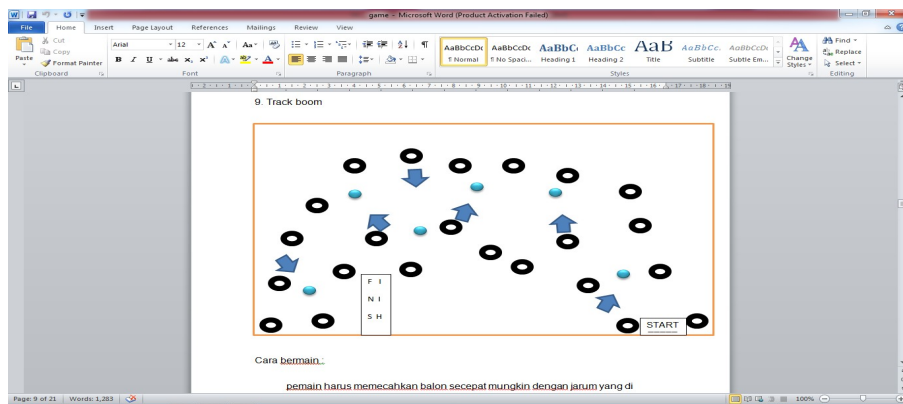 game - Microsoft Word (Product Activation Failed)
File Home Insert Page Layout References Mailings Review View
Paste
Cut
Copy
Format Painter
Clipboard
Arial 12
Font
Paragraph
AaBbCcDc AaBbCcDc AaBbC AaBbCc AaB AaBbCc. AaBbCcDc
¶ Normal ¶ No Spaci... Heading 1 Heading 2 Title Subtitle Subtle Em...
Change Styles
Styles
Find
Replace
Select
Editing
9. Track boom
F I
N I
S H
START
Cara bermain :
pemain harus memecahkan balon secepat mungkin dengan jarum yang di
Page: 9 of 21 Words: 1,283 100%